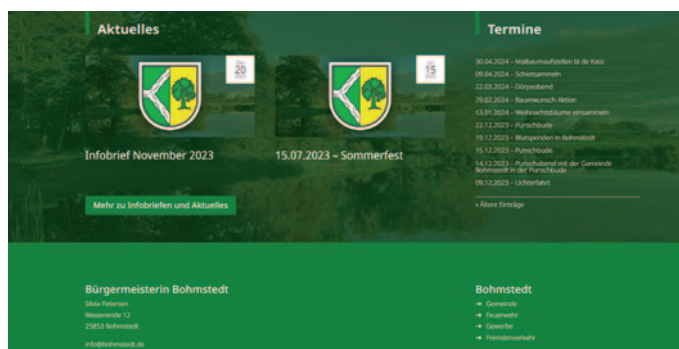 Aktuelles
20
Infobrief November 2023
15
15.07.2023 – Sommerfest
Mehr zu Infobriefen und Aktuelles
Termine
30.04.2024 – Maibaumaufstellen bi de Kass
09.04.2024 – Schietsammeln
22.03.2024 – Dörpsabend
29.02.2024 – Baumwunsch-Aktion
13.01.2024 – Weihnachtsbäume einsammeln
22.12.2023 – Punschbude
19.12.2023 – Blutspenden in Bohmstedt
15.12.2023 – Punschbude
14.12.2023 – Punschabend mit der Gemeinde
Bohmstedt in der Punschbude
09.12.2023 – Lichterfahrt
« Ältere Einträge
Bürgermeisterin Bohmstedt
Silvia Petersen
Westerende 12
25853 Bohmstedt
info@bohmstedt.de
Bohmstedt
→ Gemeinde
→ Feuerwehr
→ Gewerbe
→ Fremdenverkehr